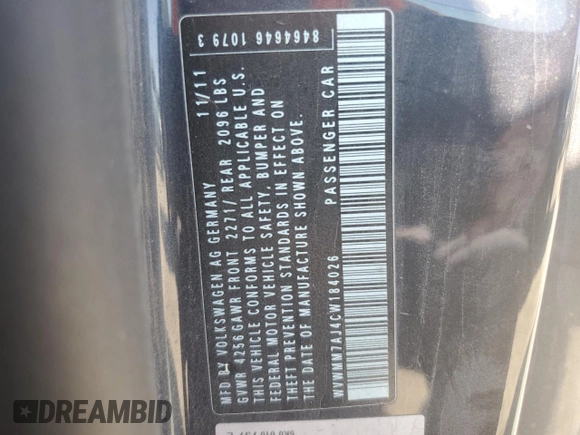 MFD BY VOLKSWAGEN AG GERMANY 11/11
GVWR 4256 GAWR FRONT 2271/ REAR 2096 LBS
THIS VEHICLE CONFORMS TO ALL APPLICABLE U.S.
FEDERAL MOTOR VEHICLE SAFETY, BUMPER AND
THEFT PREVENTION STANDARDS IN EFFECT ON
THE DATE OF MANUFACTURE SHOWN ABOVE.
WVWMM7AJ4CW184026 PASSENGER CAR
8464646 1079 3
AUTOBIDCAR